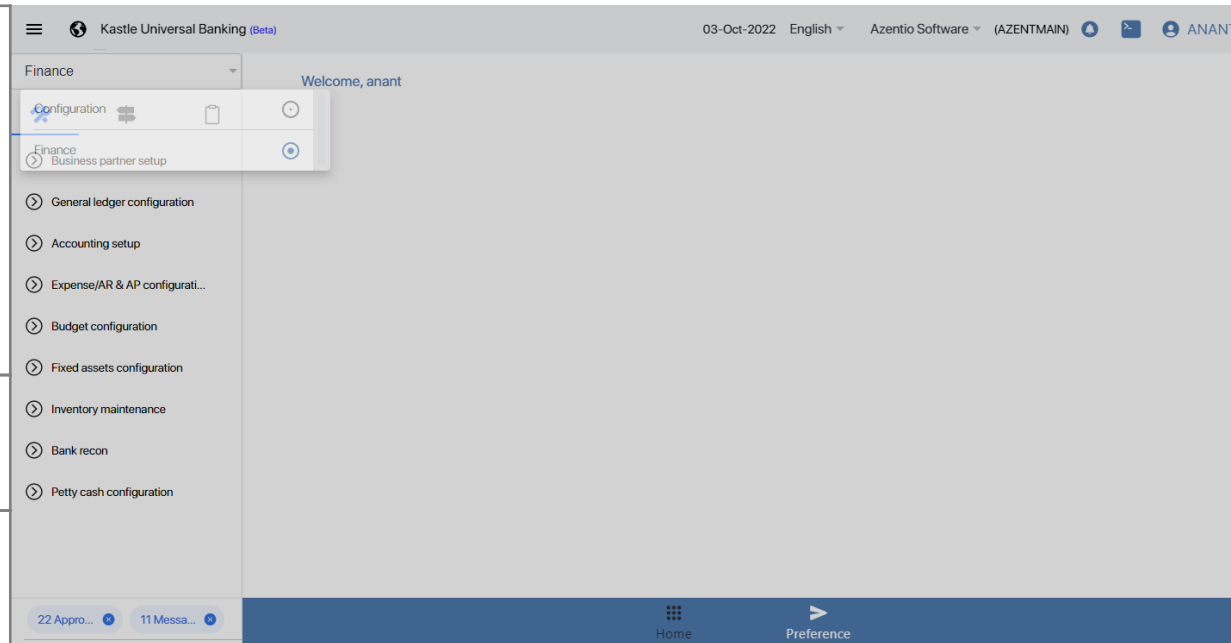 Kastle Universal Banking (Beta)
03-Oct-2022 English Azentio Software (AZENTMAIN) ANANT
Finance
Welcome, anant
Configuration
Finance
Business partner setup
General ledger configuration
Accounting setup
Expense/AR & AP configurati...
Budget configuration
Fixed assets configuration
Inventory maintenance
Bank recon
Petty cash configuration
22 Appro... 11 Messa...
Home Preference